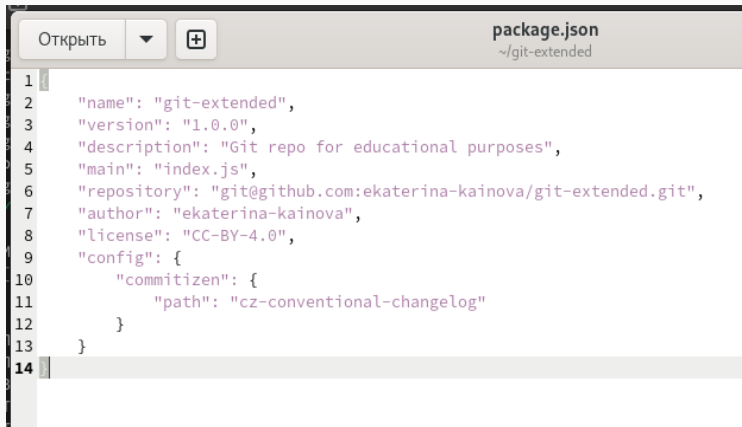 Открыть
package.json
~/git-extended
1 {
2 "name": "git-extended",
3 "version": "1.0.0",
4 "description": "Git repo for educational purposes",
5 "main": "index.js",
6 "repository": "git@github.com:ekaterina-kainova/git-extended.git",
7 "author": "ekaterina-kainova",
8 "license": "CC-BY-4.0",
9 "config": {
10 "commitizen": {
11 "path": "cz-conventional-changelog"
12 }
13 }
14 }